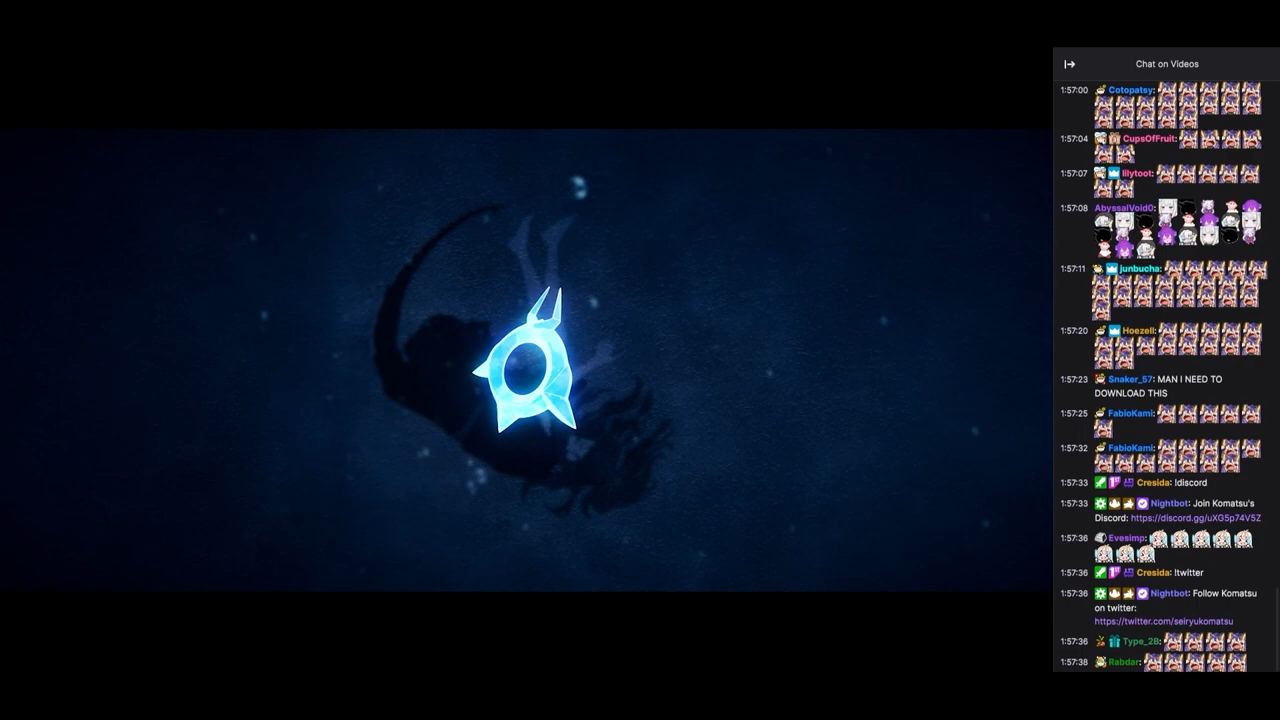 Chat on Videos
1:57:00 Cotopatsy:
1:57:04 CupsOfFruit:
1:57:07 lilytoot:
1:57:08 AbyssalVoid0:
1:57:11 junbucha:
1:57:20 Hoezell:
1:57:23 Snaker_57: MAN I NEED TO
DOWNLOAD THIS
1:57:25 FabioKami:
1:57:32 FabioKami:
1:57:33 Cresida: !discord
1:57:33 Nightbot: Join Komatsu's
Discord: https://discord.gg/uXG5p74V5Z
1:57:36 Evesimp:
1:57:36 Cresida: !twitter
1:57:36 Nightbot: Follow Komatsu
on twitter:
https://twitter.com/seiryukomatsu
1:57:36 Type_2B:
1:57:38 Rabdar: